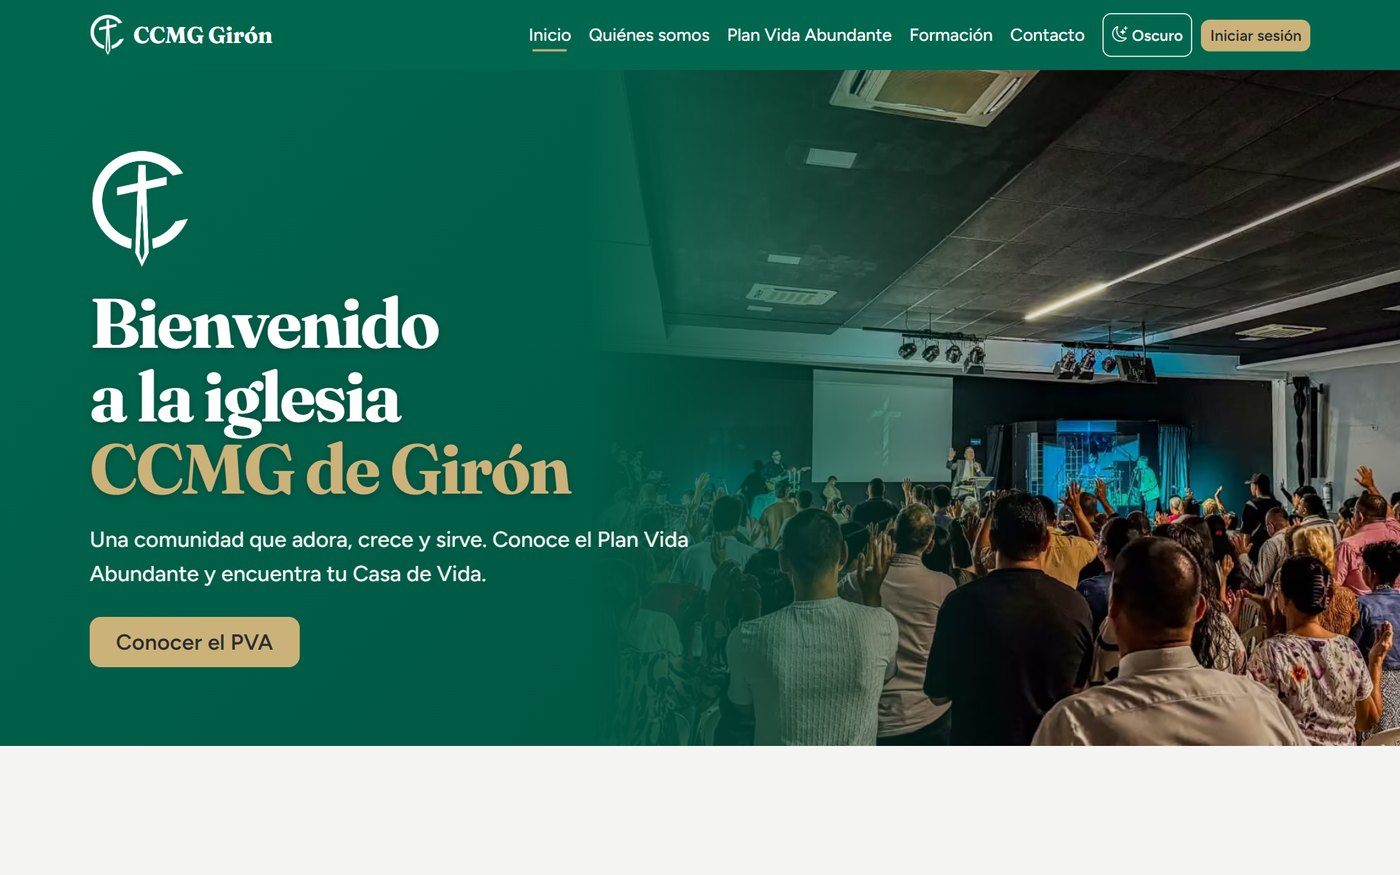 CCMG Girón
Inicio
Quiénes somos
Plan Vida Abundante
Formación
Contacto
Oscuro
Iniciar sesión
Bienvenido
a la iglesia
CCMG de Girón
Una comunidad que adora, crece y sirve. Conoce el Plan Vida
Abundante y encuentra tu Casa de Vida.
Conocer el PVA